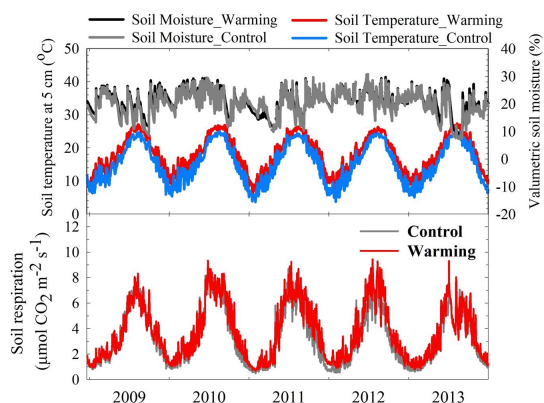 Soil Moisture_Warming Soil Temperature_Warming
Soil Moisture_Control Soil Temperature_Control
Soil temperature at 5 cm (°C)
50
40
30
20
10
0
Valumetric soil moisture (%)
40
30
20
10
0
-10
-20
Soil respiration
(μmol CO2 m-2 s-1)
12
10
8
6
4
2
0
Control
Warming
2009 2010 2011 2012 2013